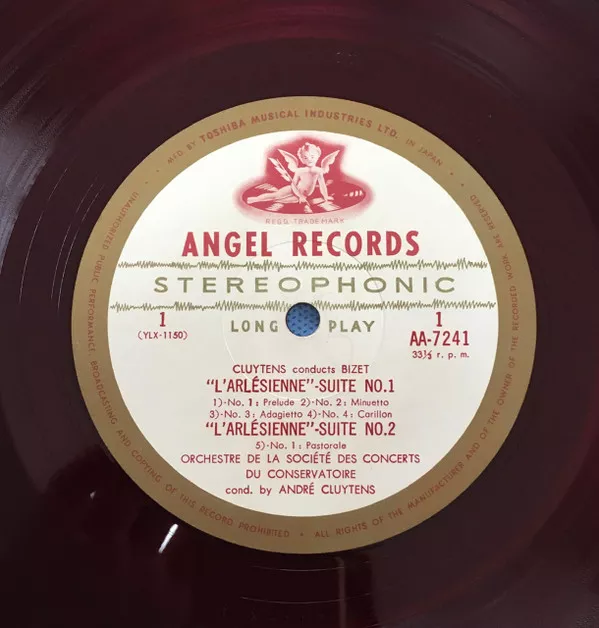 MFD. BY TOSHIBA MUSICAL INDUSTRIES LTD. IN JAPAN •
UNAUTHORIZED PUBLIC PERFORMANCE, BROADCASTING AND COPYING OF THIS RECORD PROHIBITED • ALL RIGHTS OF THE MANUFACTURER AND OF THE OWNER OF THE RECORDED WORK ARE RESERVED
REGD. TRADE MARK
ANGEL RECORDS
STEREOPHONIC
LONG PLAY
1
(YLX-1150)
1
AA-7241
33⅓ r. p. m.
CLUYTENS conducts BIZET
“L'ARLÉSIENNE”-SUITE NO.1
1)-No. 1: Prelude 2)-No. 2: Minuetto
3)-No. 3: Adagietto 4)-No. 4: Carillon
“L'ARLÉSIENNE”-SUITE NO.2
5)-No. 1: Pastorale
ORCHESTRE DE LA SOCIÉTÉ DES CONCERTS
DU CONSERVATOIRE
cond. by ANDRÉ CLUYTENS